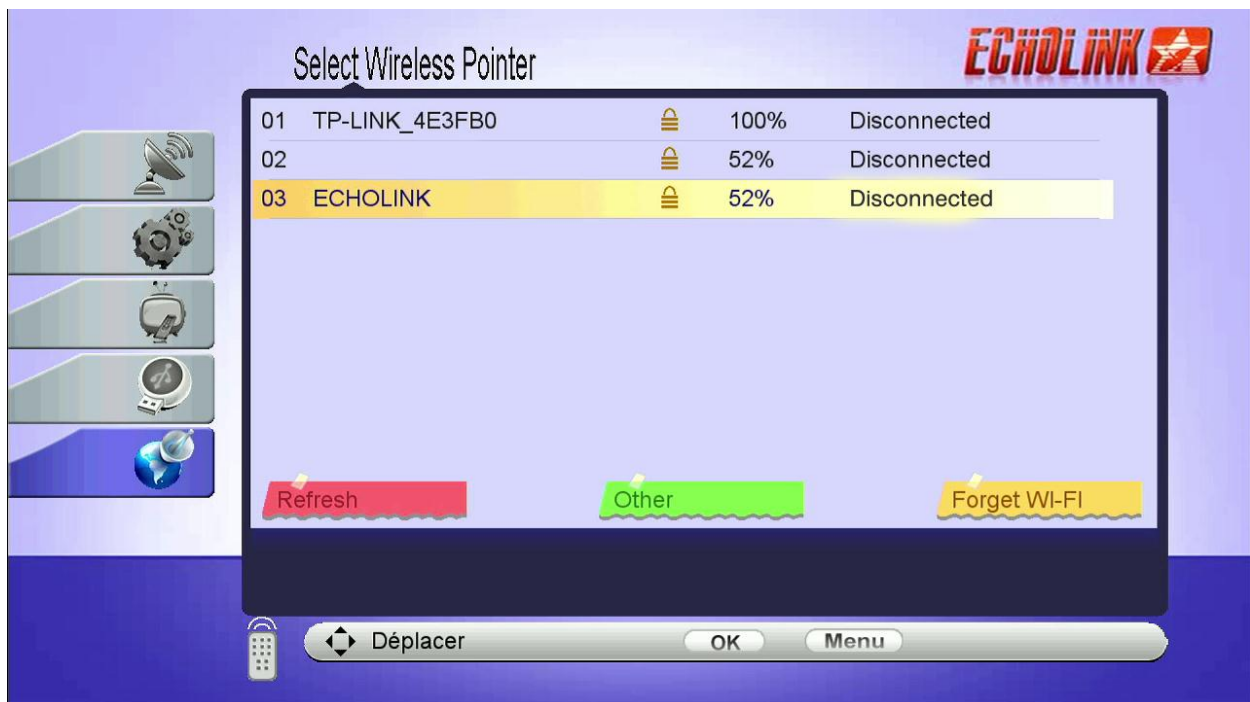 Select Wireless Pointer
ECHOLINK
01 TP-LINK_4E3FB0 100% Disconnected
02 52% Disconnected
03 ECHOLINK 52% Disconnected
Refresh Other Forget WI-FI
Déplacer OK Menu